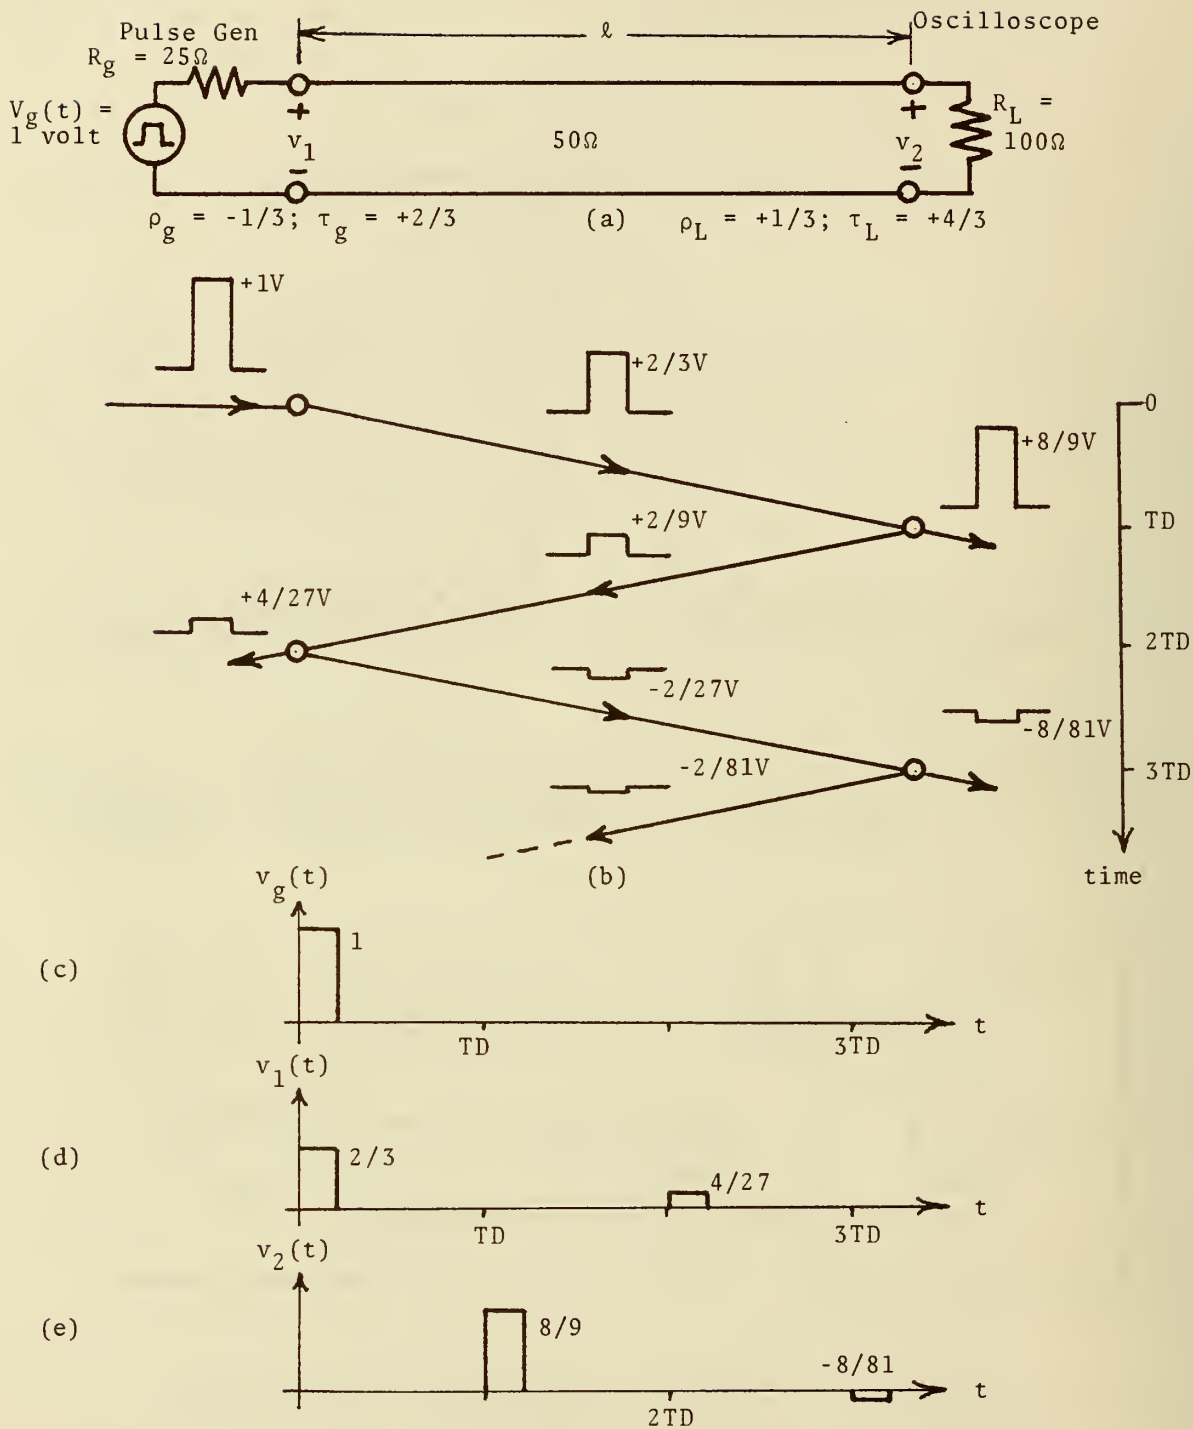 Pulse Gen
R_g = 25Ω
ℓ
Oscilloscope
V_g(t) =
1 volt
+
v_1
−
50Ω
+
v_2
−
R_L =
100Ω
ρ_g = -1/3; τ_g = +2/3
(a)
ρ_L = +1/3; τ_L = +4/3
+1V
+2/3V
0
+8/9V
TD
+2/9V
+4/27V
2TD
-2/27V
-8/81V
-2/81V
3TD
(b)
time
v_g(t)
(c)
1
TD
3TD
t
v_1(t)
(d)
2/3
4/27
TD
3TD
t
v_2(t)
(e)
8/9
-8/81
2TD
t